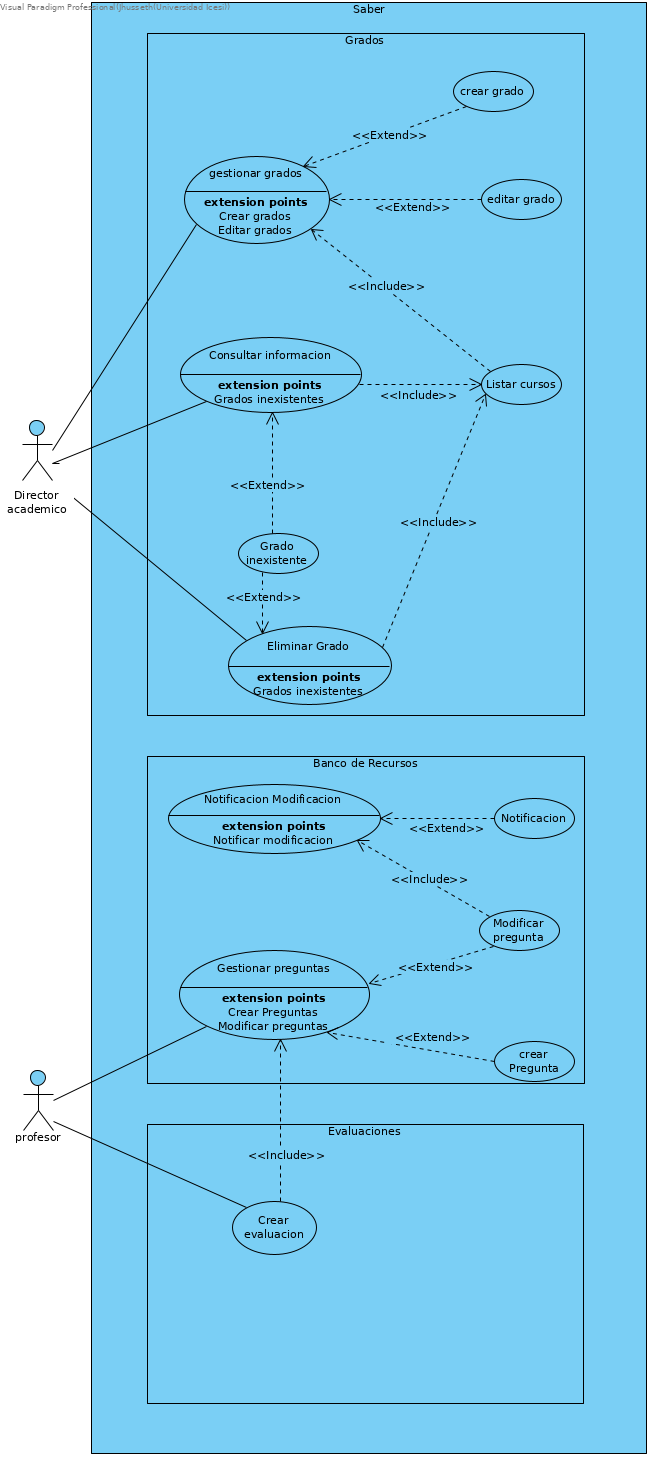 Visual Paradigm Professional(Jhusseth(Universidad Icesi))
Saber
Grados
crear grado
<<Extend>>
gestionar grados
extension points
Crear grados
Editar grados
editar grado
<<Extend>>
<<Include>>
Consultar informacion
extension points
Grados inexistentes
Listar cursos
<<Include>>
Director
academico
<<Extend>>
<<Include>>
Grado
inexistente
<<Extend>>
Eliminar Grado
extension points
Grados inexistentes
Banco de Recursos
Notificacion Modificacion
extension points
Notificar modificacion
Notificacion
<<Extend>>
<<Include>>
Modificar
pregunta
Gestionar preguntas
extension points
Crear Preguntas
Modificar preguntas
<<Extend>>
<<Extend>>
crear
Pregunta
profesor
Evaluaciones
<<Include>>
Crear
evaluacion